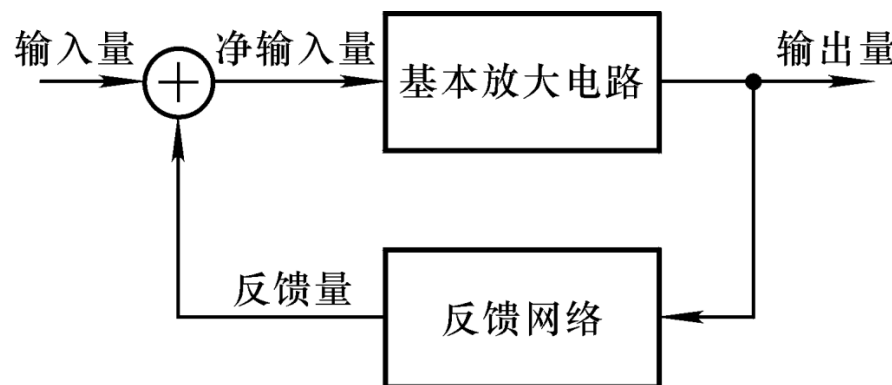 输入量
净输入量
基本放大电路
输出量
反馈量
反馈网络